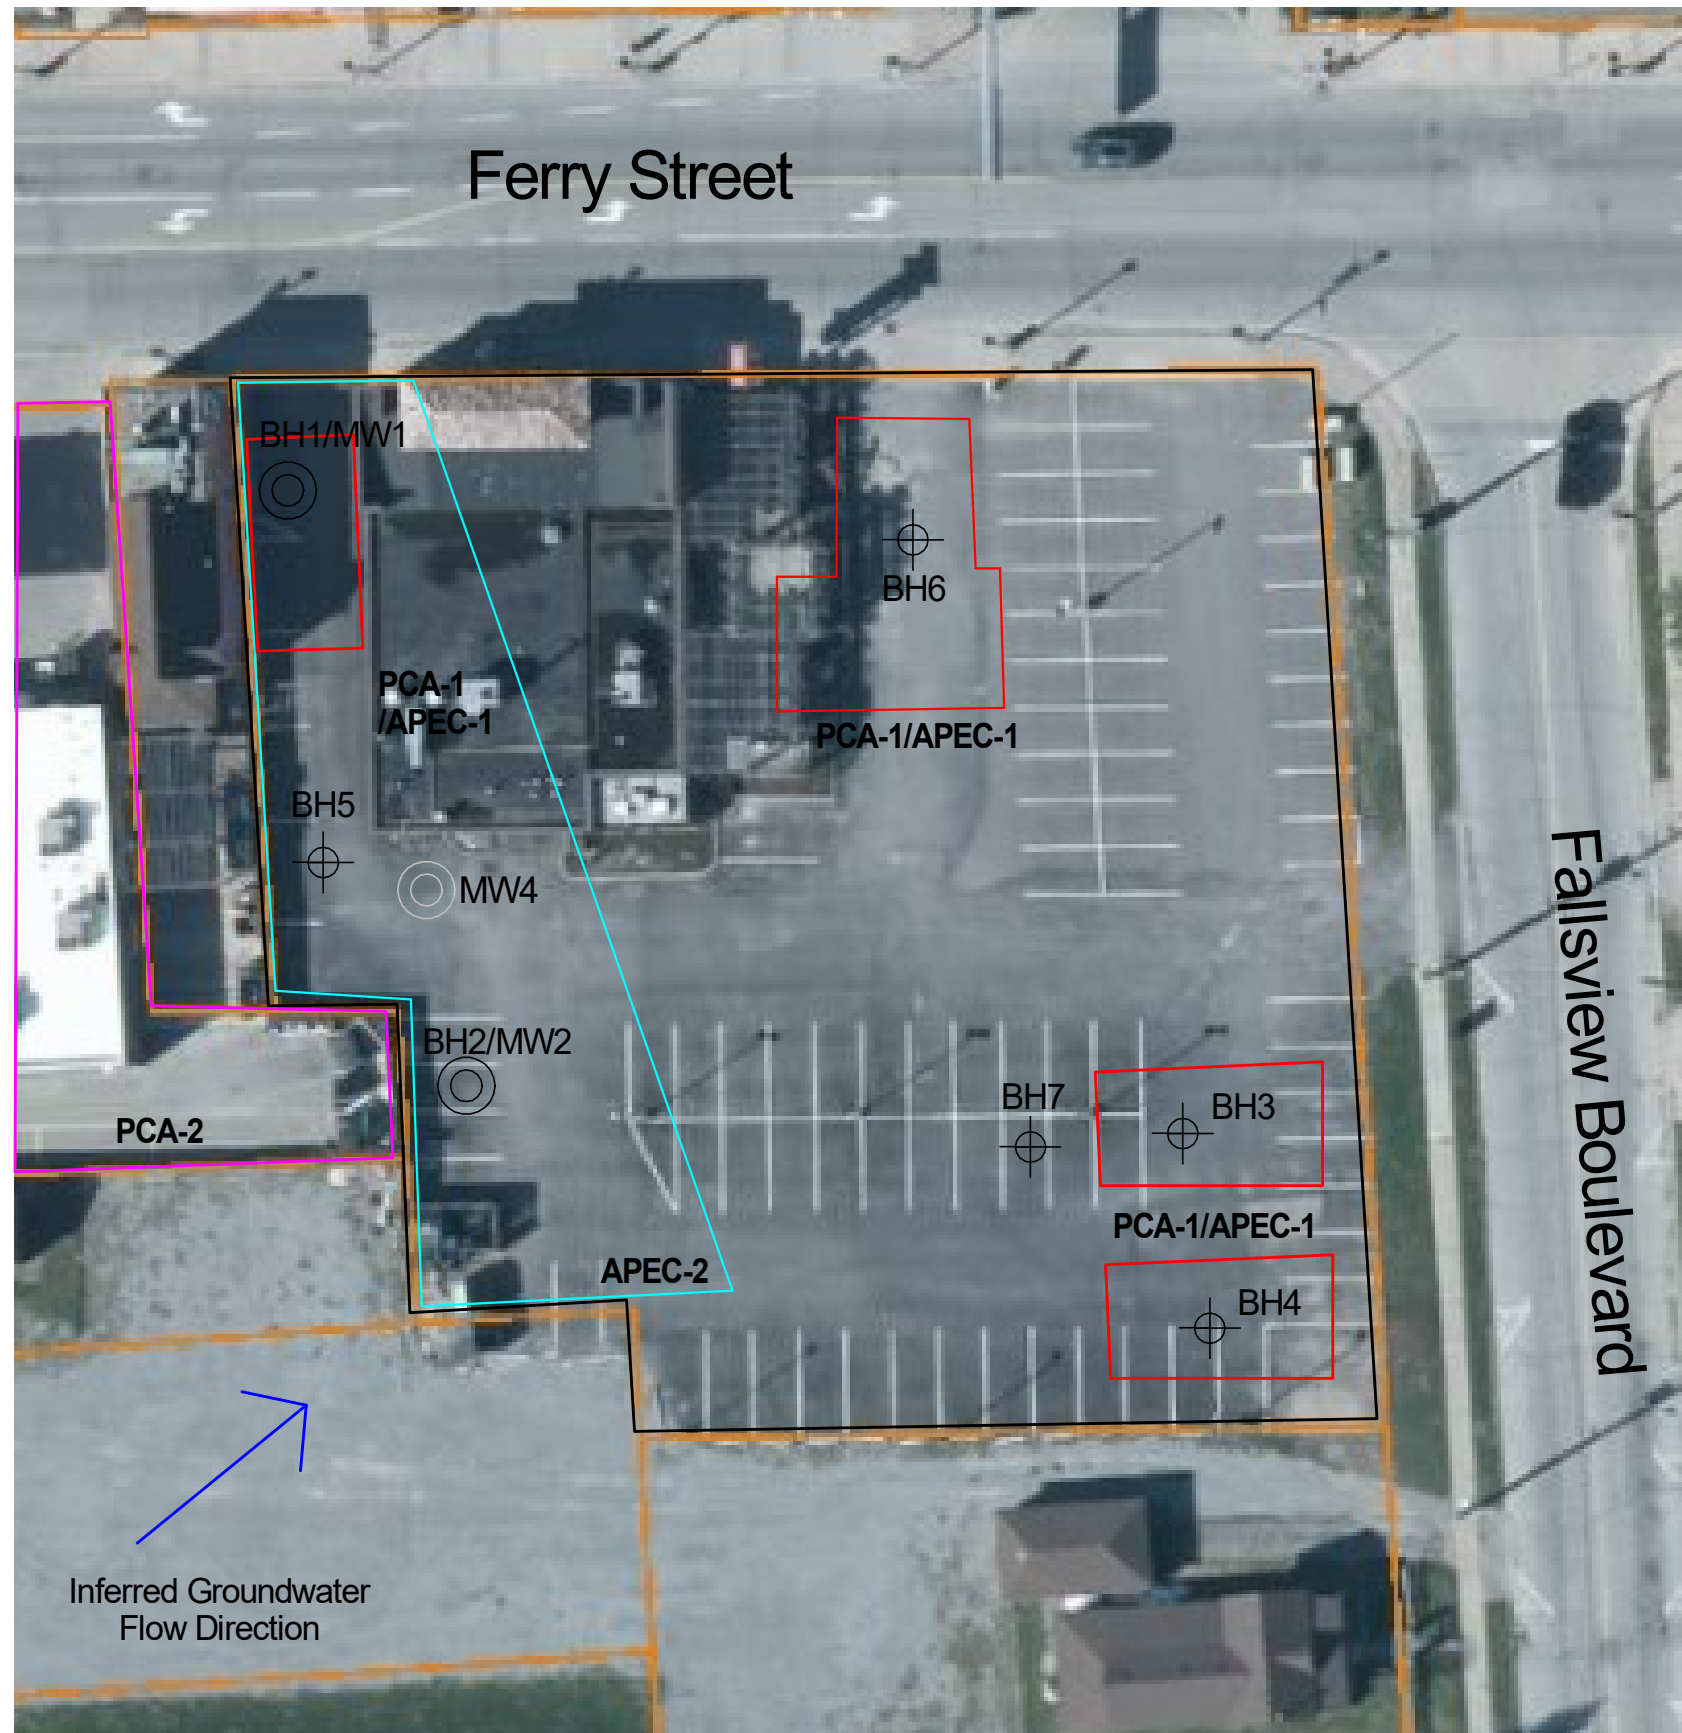 Ferry Street
BH1/MW1
BH6
PCA-1
/APEC-1
PCA-1/APEC-1
BH5
MW4
Fallsview Boulevard
BH2/MW2
BH7
BH3
PCA-2
PCA-1/APEC-1
APEC-2
BH4
Inferred Groundwater
Flow Direction